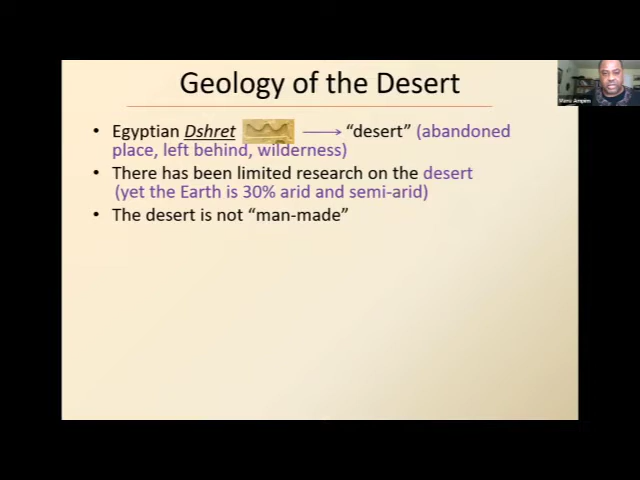 Geology of the Desert
• Egyptian Dshret → “desert” (abandoned
place, left behind, wilderness)
• There has been limited research on the desert
(yet the Earth is 30% arid and semi-arid)
• The desert is not “man-made”